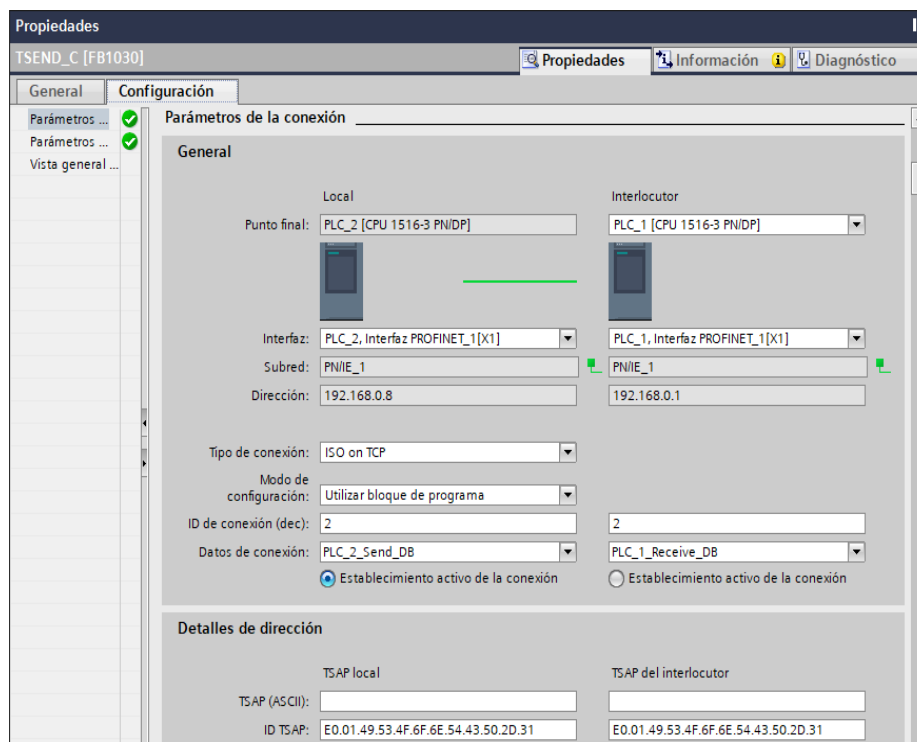 Propiedades
TSEND_C [FB1030]
Propiedades
Información
Diagnóstico
General
Configuración
Parámetros ...
Parámetros ...
Vista general ...
Parámetros de la conexión
General
Local Interlocutor
Punto final: PLC_2 [CPU 1516-3 PN/DP] PLC_1 [CPU 1516-3 PN/DP]
Interfaz: PLC_2, Interfaz PROFINET_1[X1] PLC_1, Interfaz PROFINET_1[X1]
Subred: PN/IE_1 PN/IE_1
Dirección: 192.168.0.8 192.168.0.1
Tipo de conexión: ISO on TCP
Modo de
configuración: Utilizar bloque de programa
ID de conexión (dec): 2 2
Datos de conexión: PLC_2_Send_DB PLC_1_Receive_DB
Establecimiento activo de la conexión Establecimiento activo de la conexión
Detalles de dirección
TSAP local TSAP del interlocutor
TSAP (ASCII):
ID TSAP: E0.01.49.53.4F.6F.6E.54.43.50.2D.31 E0.01.49.53.4F.6F.6E.54.43.50.2D.31